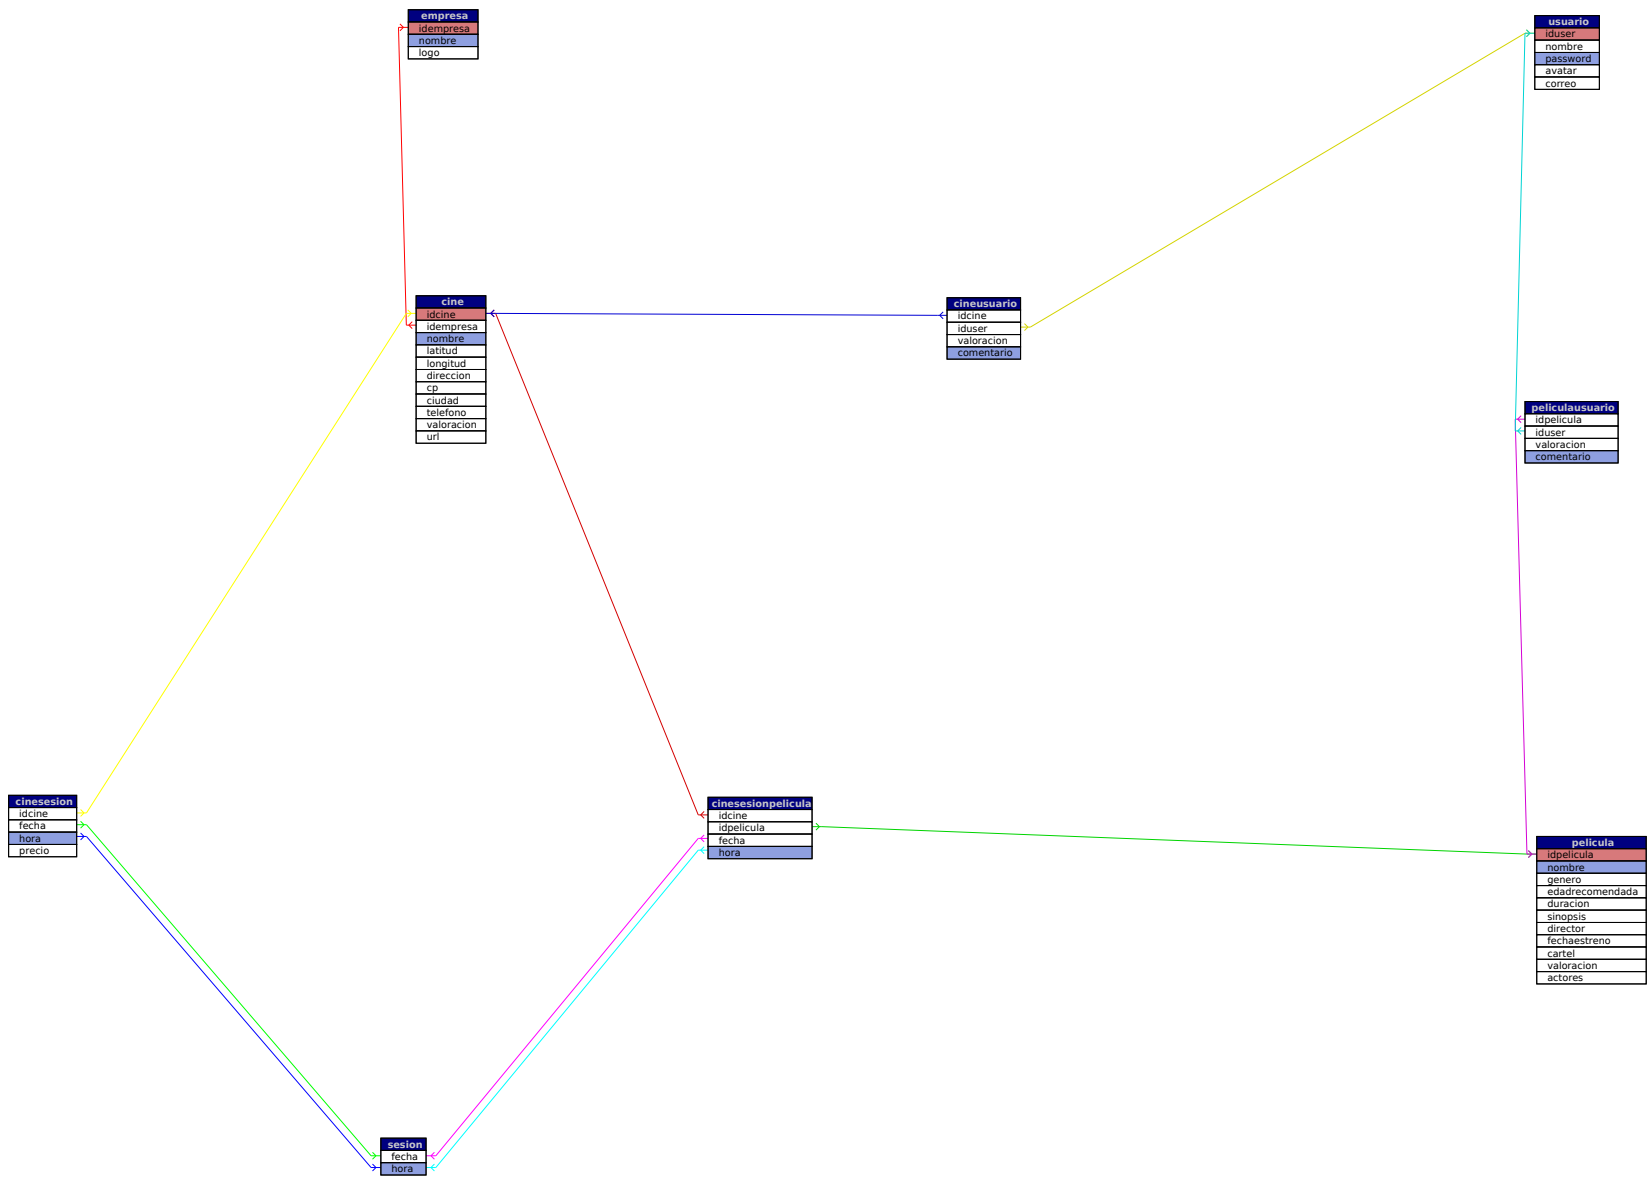 empresa
idempresa
nombre
logo
usuario
iduser
nombre
password
avatar
correo
cine
idcine
idempresa
nombre
latitud
longitud
direccion
cp
ciudad
telefono
valoracion
url
cineusuario
idcine
iduser
valoracion
comentario
peliculausuario
idpelicula
iduser
valoracion
comentario
cinesesion
idcine
fecha
hora
precio
cinesesionpelicula
idcine
idpelicula
fecha
hora
pelicula
idpelicula
nombre
genero
edadrecomendada
duracion
sinopsis
director
fechaestreno
cartel
valoracion
actores
sesion
fecha
hora